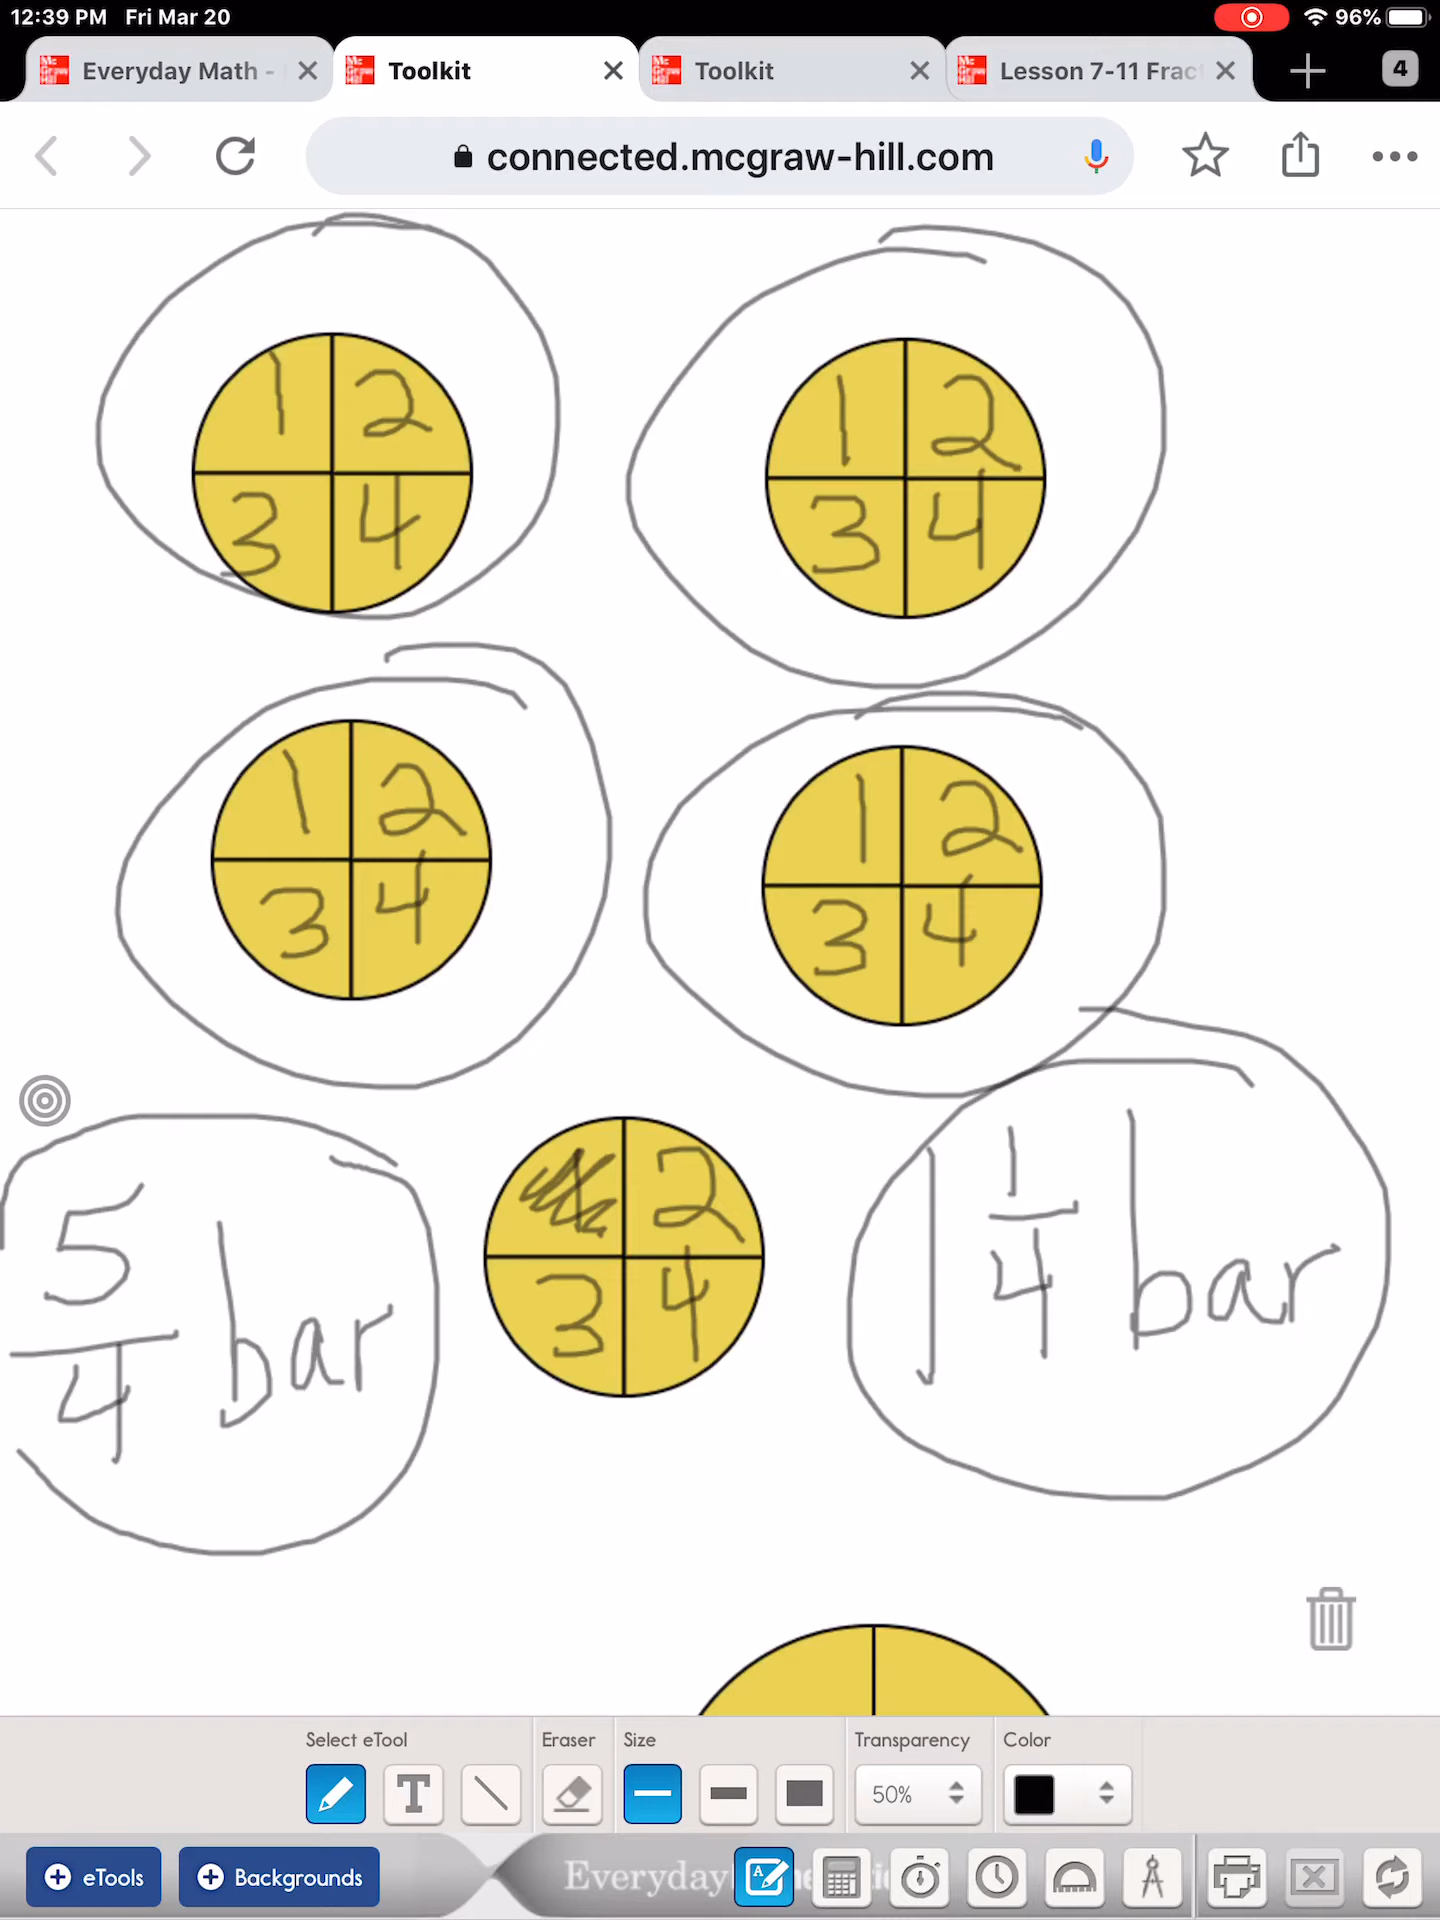 12:39 PM Fri Mar 20 96%
Everyday Math - Toolkit Toolkit Lesson 7-11 Frac 4
connected.mcgraw-hill.com
1 2 1 2
3 4 3 4
1 2 1 2
3 4 3 4
5/4 bar
2
3 4
1 1/4 bar
Select eTool Eraser Size Transparency Color
T 50%
eTools Backgrounds Everyday